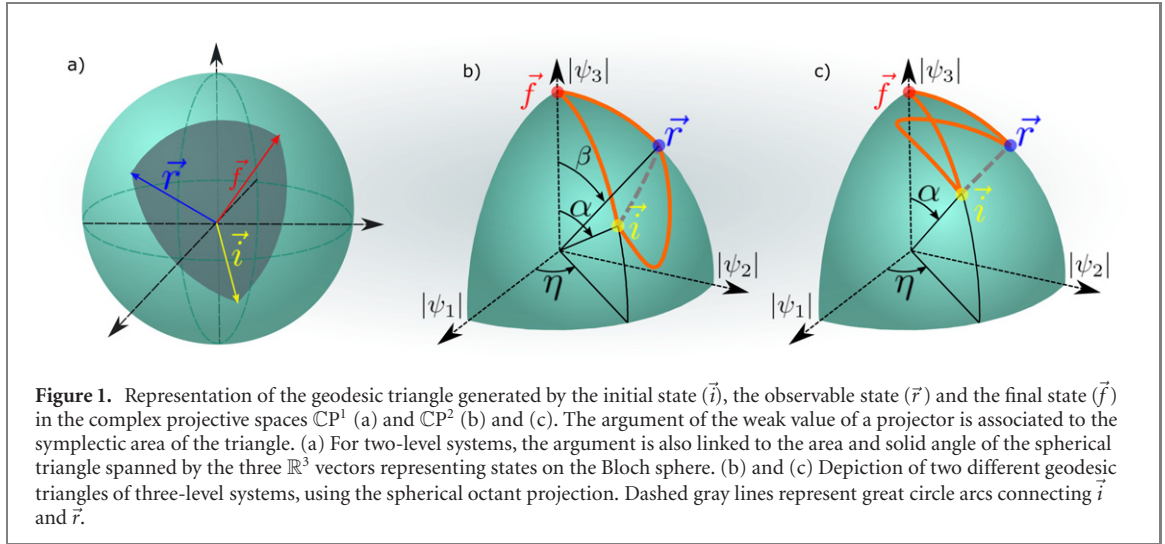 a)
b)
c)
|ψ₃|
|ψ₃|
f⃗
f⃗
r⃗
r⃗
r⃗
f⃗
β
α
α
i⃗
i⃗
i⃗
|ψ₂|
|ψ₂|
η
η
|ψ₁|
|ψ₁|
Figure 1. Representation of the geodesic triangle generated by the initial state (i⃗), the observable state (r⃗) and the final state (f⃗)
in the complex projective spaces ℂP¹ (a) and ℂP² (b) and (c). The argument of the weak value of a projector is associated to the
symplectic area of the triangle. (a) For two-level systems, the argument is also linked to the area and solid angle of the spherical
triangle spanned by the three ℝ³ vectors representing states on the Bloch sphere. (b) and (c) Depiction of two different geodesic
triangles of three-level systems, using the spherical octant projection. Dashed gray lines represent great circle arcs connecting i⃗
and r⃗.